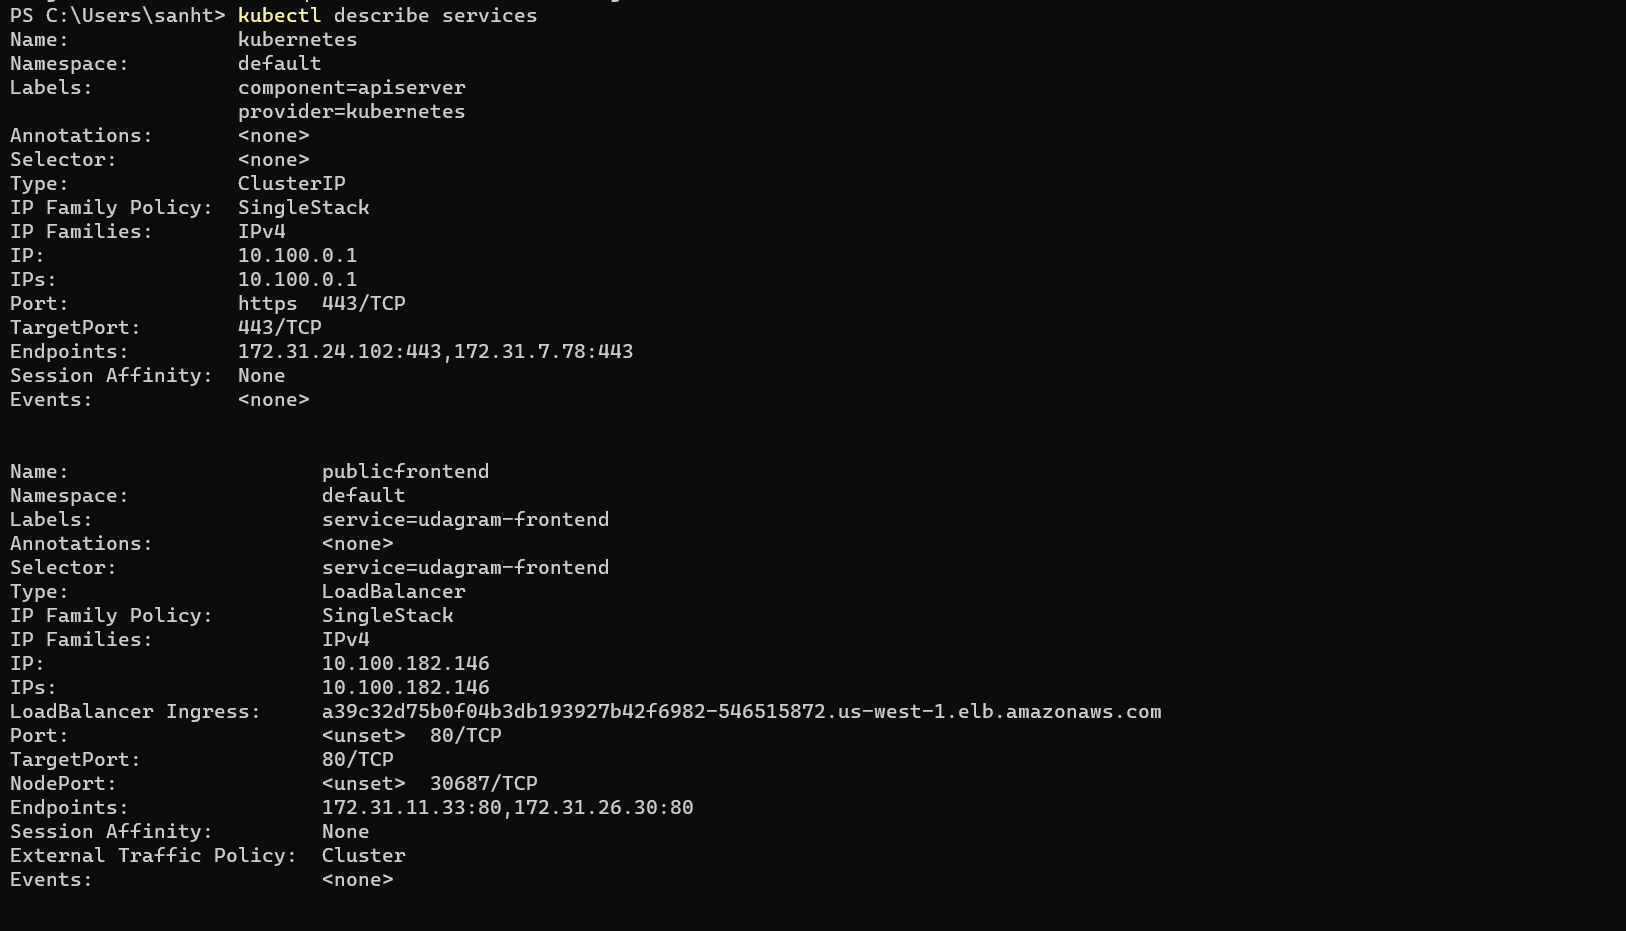 PS C:\Users\sanht> kubectl describe services
Name:              kubernetes
Namespace:         default
Labels:            component=apiserver
                   provider=kubernetes
Annotations:       <none>
Selector:          <none>
Type:              ClusterIP
IP Family Policy:  SingleStack
IP Families:       IPv4
IP:                10.100.0.1
IPs:               10.100.0.1
Port:              https  443/TCP
TargetPort:        443/TCP
Endpoints:         172.31.24.102:443,172.31.7.78:443
Session Affinity:  None
Events:            <none>
Name:                     publicfrontend
Namespace:                default
Labels:                   service=udagram-frontend
Annotations:              <none>
Selector:                 service=udagram-frontend
Type:                     LoadBalancer
IP Family Policy:         SingleStack
IP Families:              IPv4
IP:                       10.100.182.146
IPs:                      10.100.182.146
LoadBalancer Ingress:     a39c32d75b0f04b3db193927b42f6982-546515872.us-west-1.elb.amazonaws.com
Port:                     <unset>  80/TCP
TargetPort:               80/TCP
NodePort:                 <unset>  30687/TCP
Endpoints:                172.31.11.33:80,172.31.26.30:80
Session Affinity:         None
External Traffic Policy:  Cluster
Events:                   <none>